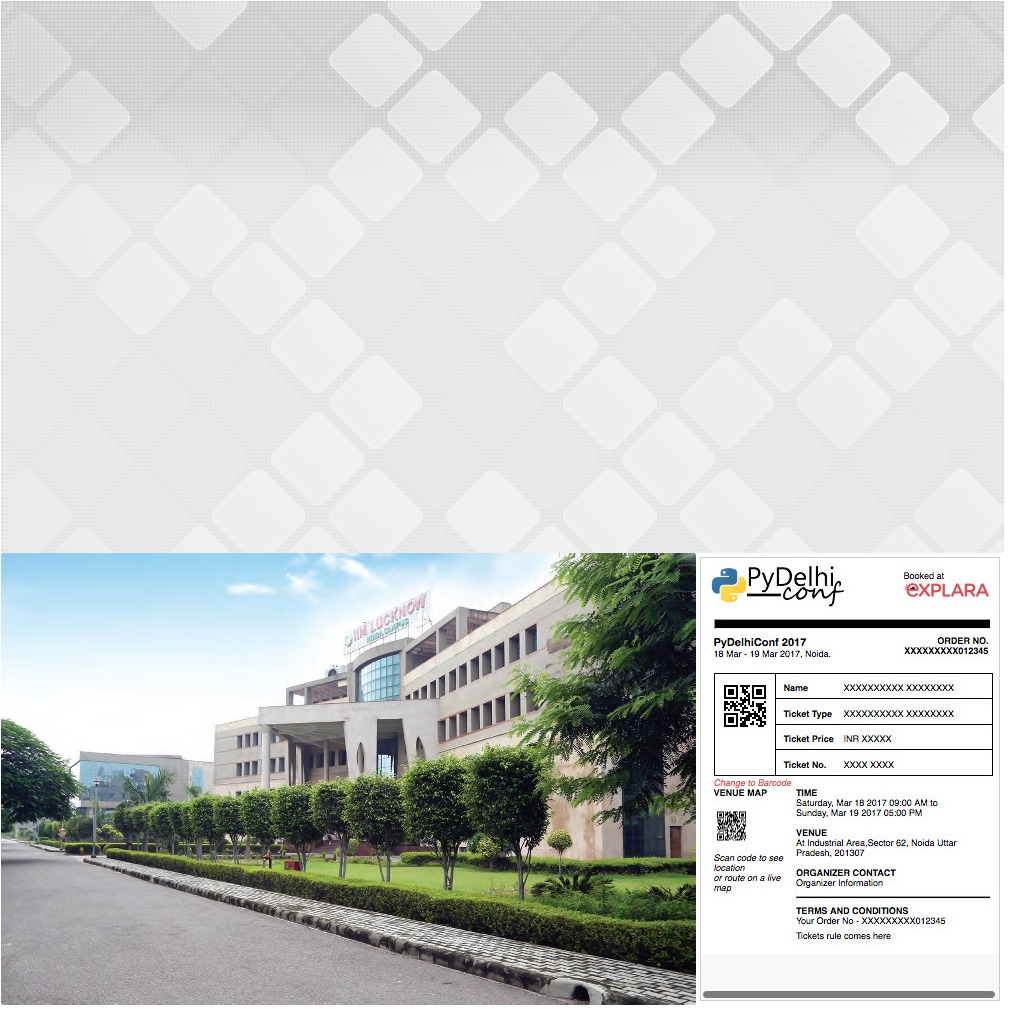 IIM LUCKNOW
NOIDA CAMPUS
PyDelhi
conf
Booked at
EXPLARA
PyDelhiConf 2017
18 Mar - 19 Mar 2017, Noida.
ORDER NO.
XXXXXXXXX012345
Name XXXXXXXXXX XXXXXXXX
Ticket Type XXXXXXXXXX XXXXXXXX
Ticket Price INR XXXXX
Ticket No. XXXX XXXX
Change to Barcode
VENUE MAP
Scan code to see
location
or route on a live
map
TIME
Saturday, Mar 18 2017 09:00 AM to
Sunday, Mar 19 2017 05:00 PM
VENUE
At Industrial Area,Sector 62, Noida Uttar
Pradesh, 201307
ORGANIZER CONTACT
Organizer Information
TERMS AND CONDITIONS
Your Order No - XXXXXXXXX012345
Tickets rule comes here